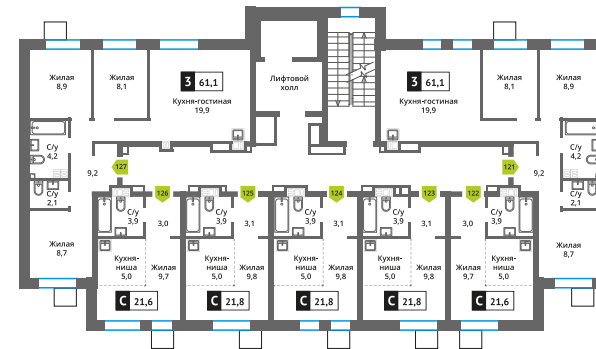 3 61,1
Жилая
8,9
Жилая
8,1
Кухня-гостиная
19,9
Лифтовой
холл
3 61,1
Кухня-гостиная
19,9
Жилая
8,1
Жилая
8,9
С/у
4,2
9,2
127
С/у
2,1
Жилая
8,7
121
9,2
С/у
4,2
С/у
2,1
Жилая
8,7
126
125
124
123
122
С/у
3,9
3,0
С/у
3,9
3,1
С/у
3,9
3,1
С/у
3,9
3,1
3,0
С/у
3,9
Кухня-
ниша
5,0
Жилая
9,7
Кухня-
ниша
5,0
Жилая
9,8
Кухня-
ниша
5,0
Жилая
9,8
Кухня-
ниша
5,0
Жилая
9,8
Жилая
9,7
Кухня-
ниша
5,0
С 21,6
С 21,8
С 21,8
С 21,8
С 21,6